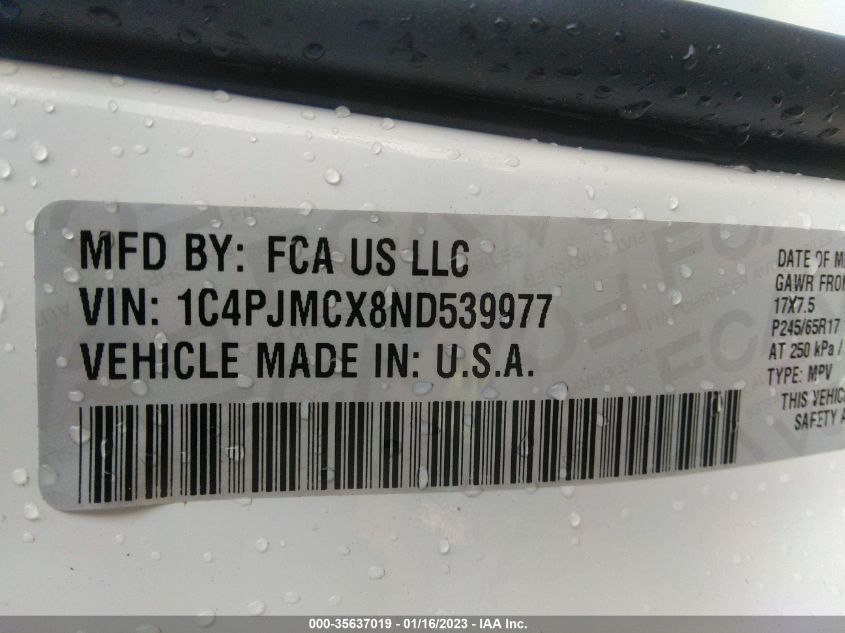 MFD BY: FCA US LLC
VIN: 1C4PJMCX8ND539977
VEHICLE MADE IN: U.S.A.
DATE OF M
GAWR FRON
17X7.5
P245/65R17
AT 250 kPa /
TYPE: MPV
THIS VEHIC
SAFETY A
000-35637019 - 01/16/2023 - IAA Inc.